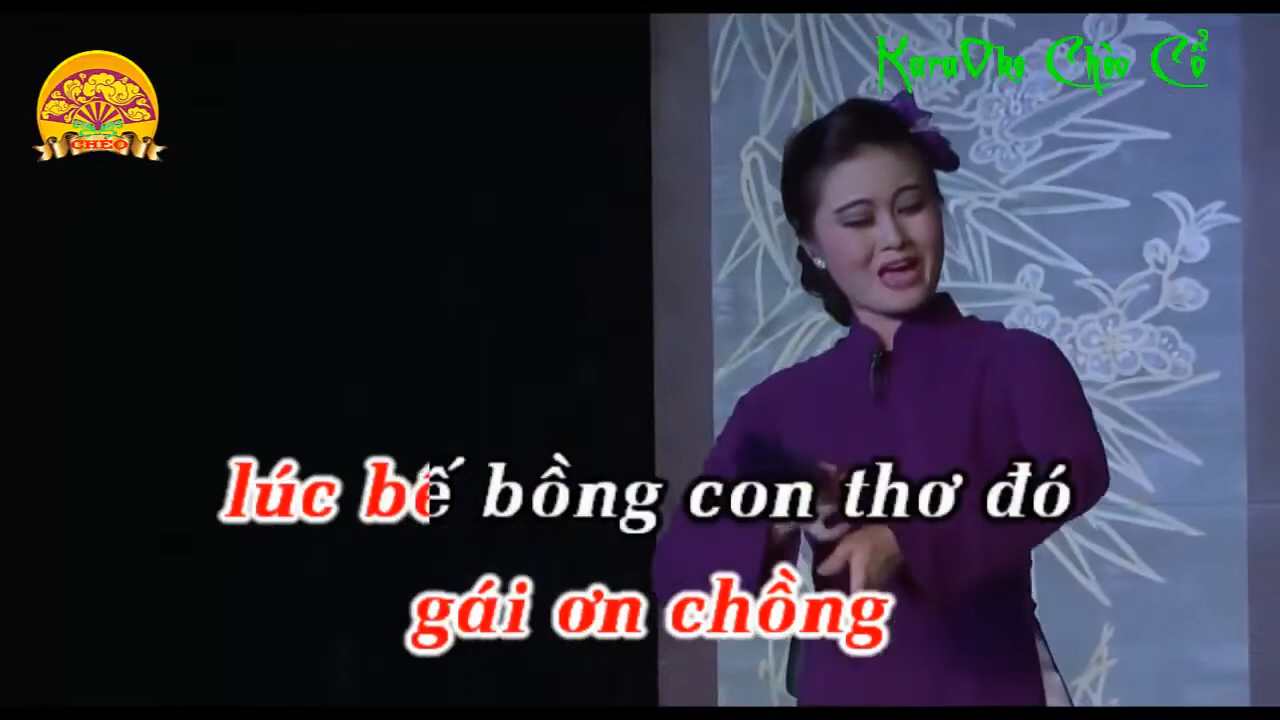 KaraOke Chèo Cổ
CHÈO
lúc bế bồng con thơ đó
gái ơn chồng